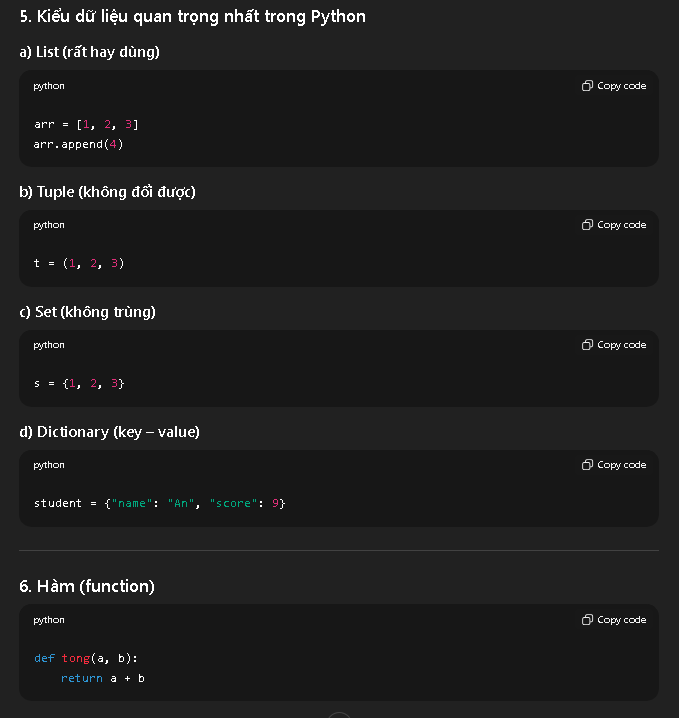 5. Kiểu dữ liệu quan trọng nhất trong Python
a) List (rất hay dùng)
python
Copy code
arr = [1, 2, 3]
arr.append(4)
b) Tuple (không đổi được)
python
Copy code
t = (1, 2, 3)
c) Set (không trùng)
python
Copy code
s = {1, 2, 3}
d) Dictionary (key – value)
python
Copy code
student = {"name": "An", "score": 9}
6. Hàm (function)
python
Copy code
def tong(a, b):
    return a + b